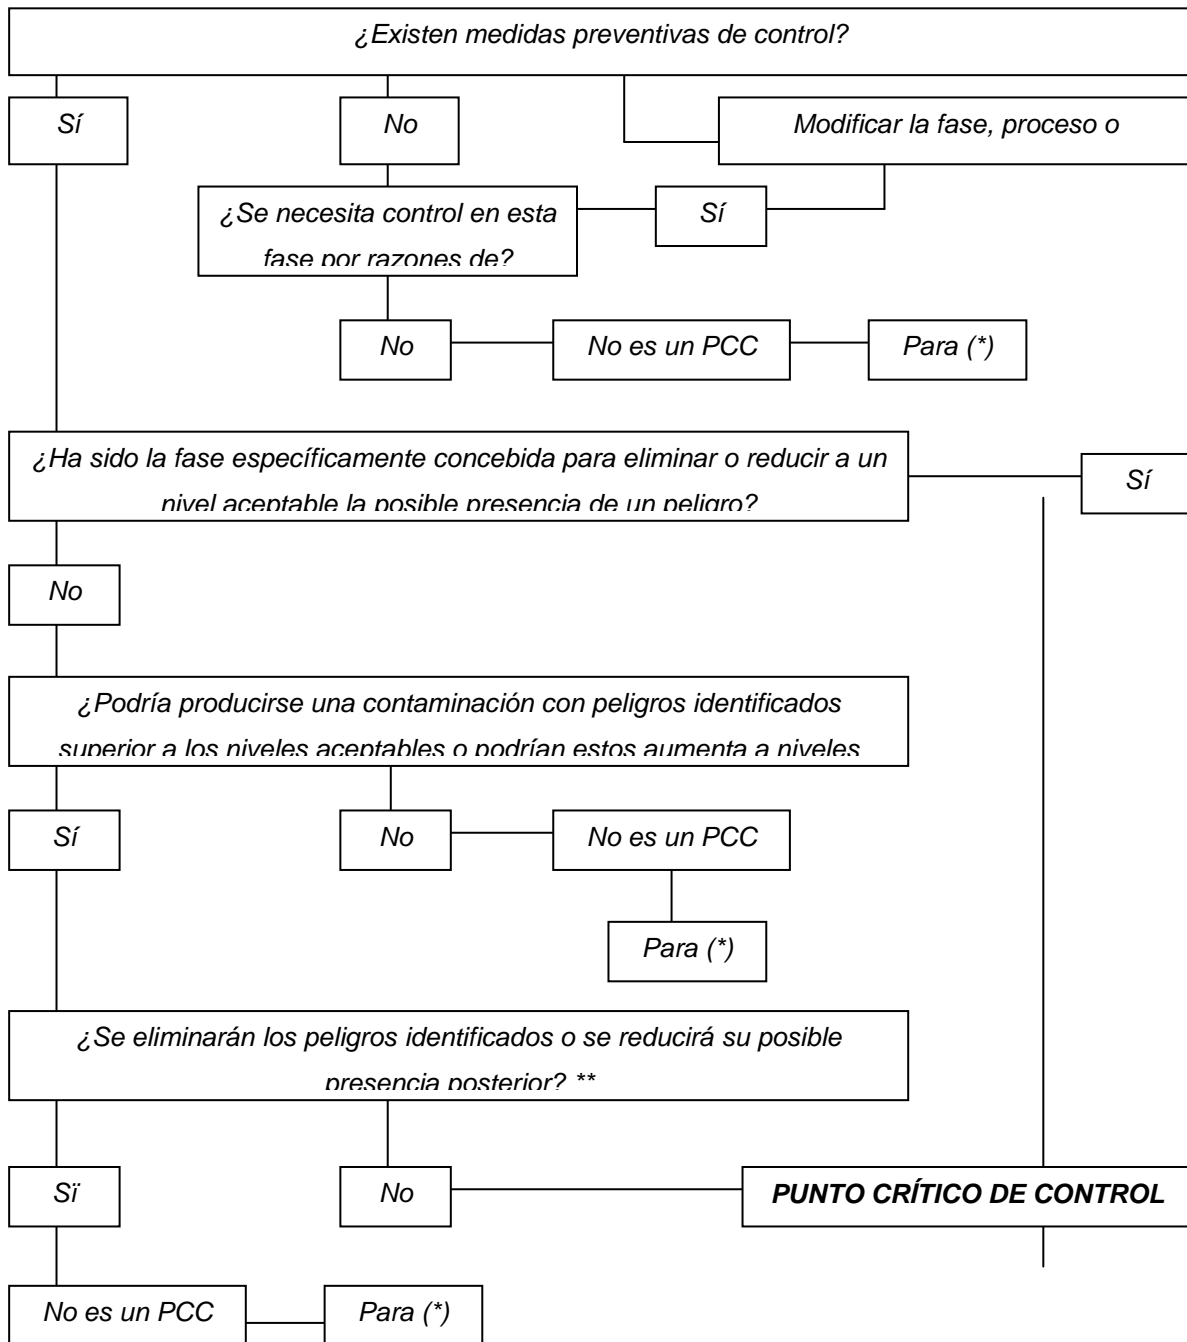 ¿Existen medidas preventivas de control?
Sí
No
Modificar la fase, proceso o
¿Se necesita control en esta
fase por razones de?
Sí
No
No es un PCC
Para (*)
¿Ha sido la fase específicamente concebida para eliminar o reducir a un
nivel aceptable la posible presencia de un peligro?
Sí
No
¿Podría producirse una contaminación con peligros identificados
superior a los niveles aceptables o podrían estos aumenta a niveles
Sí
No
No es un PCC
Para (*)
¿Se eliminarán los peligros identificados o se reducirá su posible
presencia posterior? **
Sï
No
PUNTO CRÍTICO DE CONTROL
No es un PCC
Para (*)